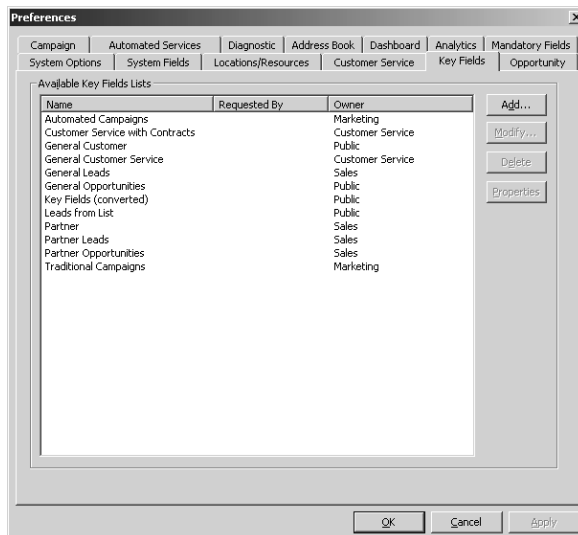 Preferences
Campaign Automated Services Diagnostic Address Book Dashboard Analytics Mandatory Fields
System Options System Fields Locations/Resources Customer Service Key Fields Opportunity
Available Key Fields Lists
Name Requested By Owner
Automated Campaigns Marketing
Customer Service with Contracts Customer Service
General Customer Public
General Customer Service Customer Service
General Leads Sales
General Opportunities Public
Key Fields (converted) Public
Leads from List Public
Partner Sales
Partner Leads Sales
Partner Opportunities Sales
Traditional Campaigns Marketing
Add...
Modify...
Delete
Properties
OK Cancel Apply